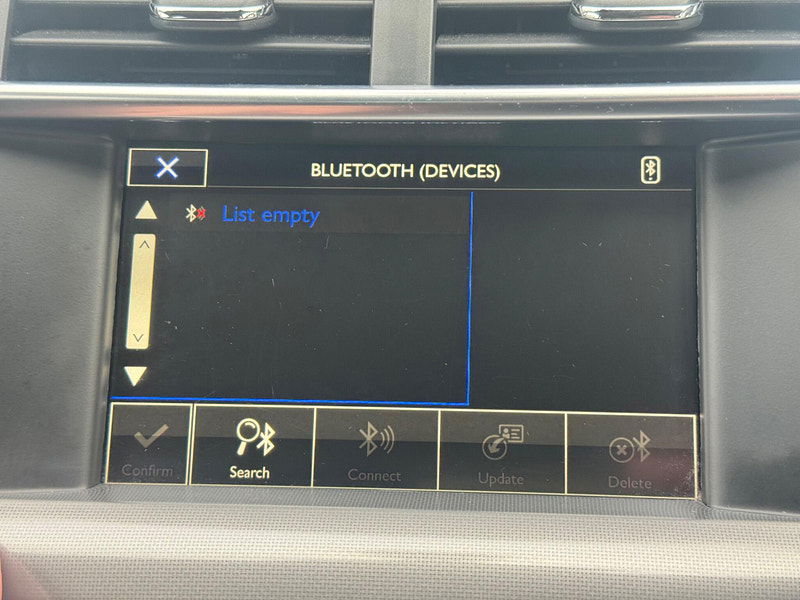 BLUETOOTH (DEVICES)
List empty
Confirm
Search
Connect
Update
Delete